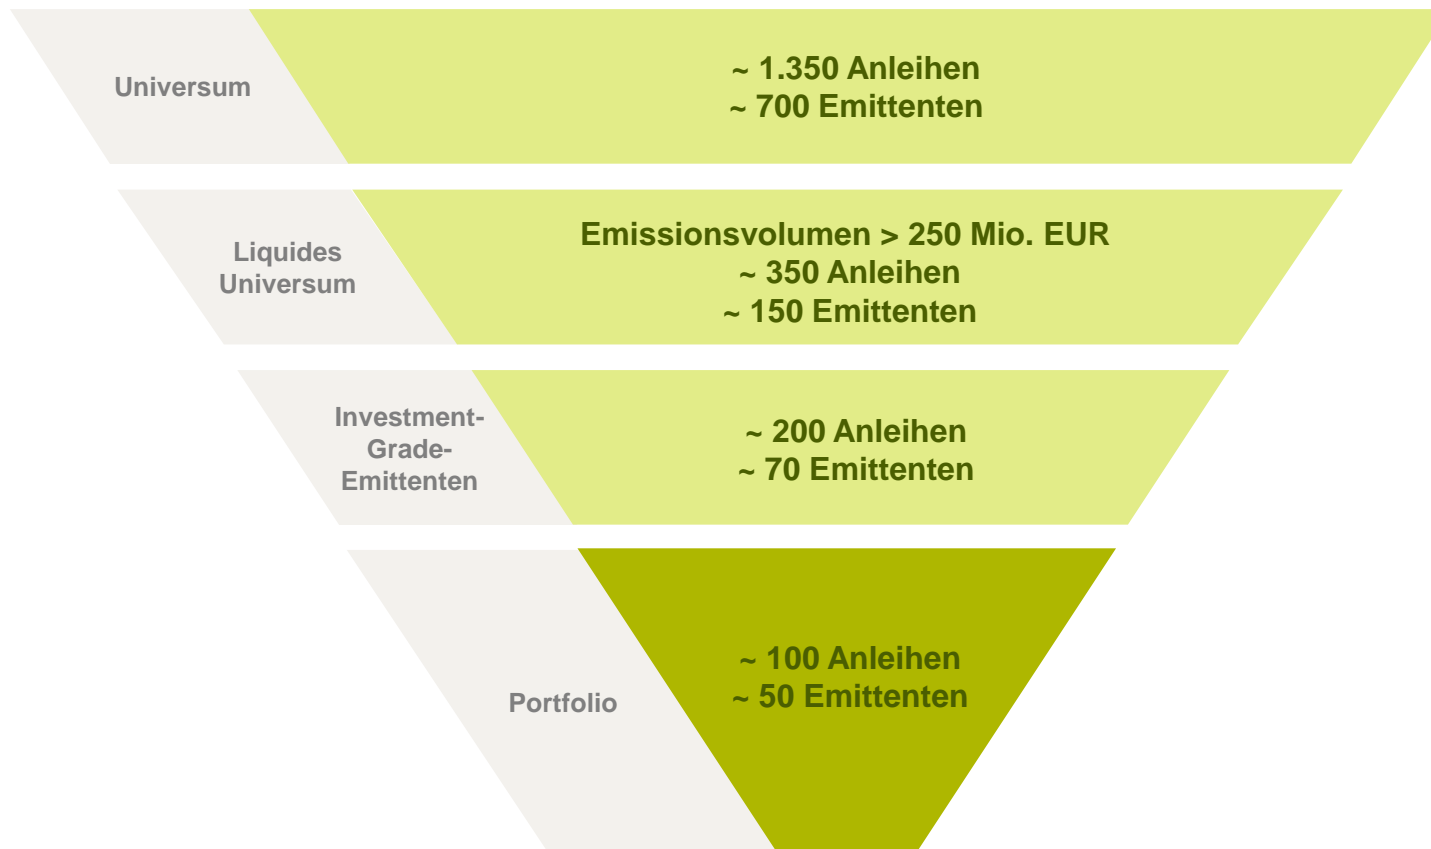 Universum
~ 1.350 Anleihen
~ 700 Emittenten
Liquides
Universum
Emissionsvolumen > 250 Mio. EUR
~ 350 Anleihen
~ 150 Emittenten
Investment-
Grade-
Emittenten
~ 200 Anleihen
~ 70 Emittenten
Portfolio
~ 100 Anleihen
~ 50 Emittenten